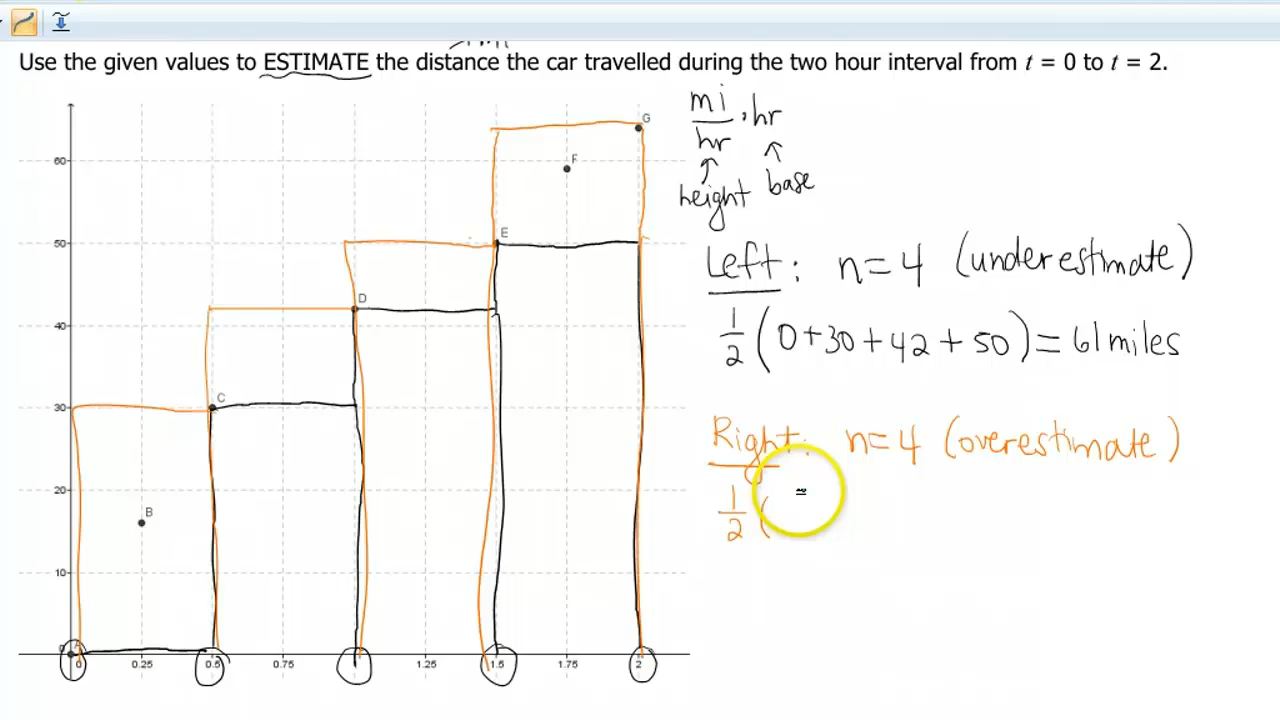 Use the given values to ESTIMATE the distance the car travelled during the two hour interval from t = 0 to t = 2.
mi/hr · hr
height base
Left: n=4 (underestimate)
1/2 (0+30+42+50) = 61 miles
Right: n=4 (overestimate)
1/2 (
G
60
F
50
E
D
40
C
30
20
B
10
0
A
0 0.25 0.5 0.75 1.25 1.5 1.75 2